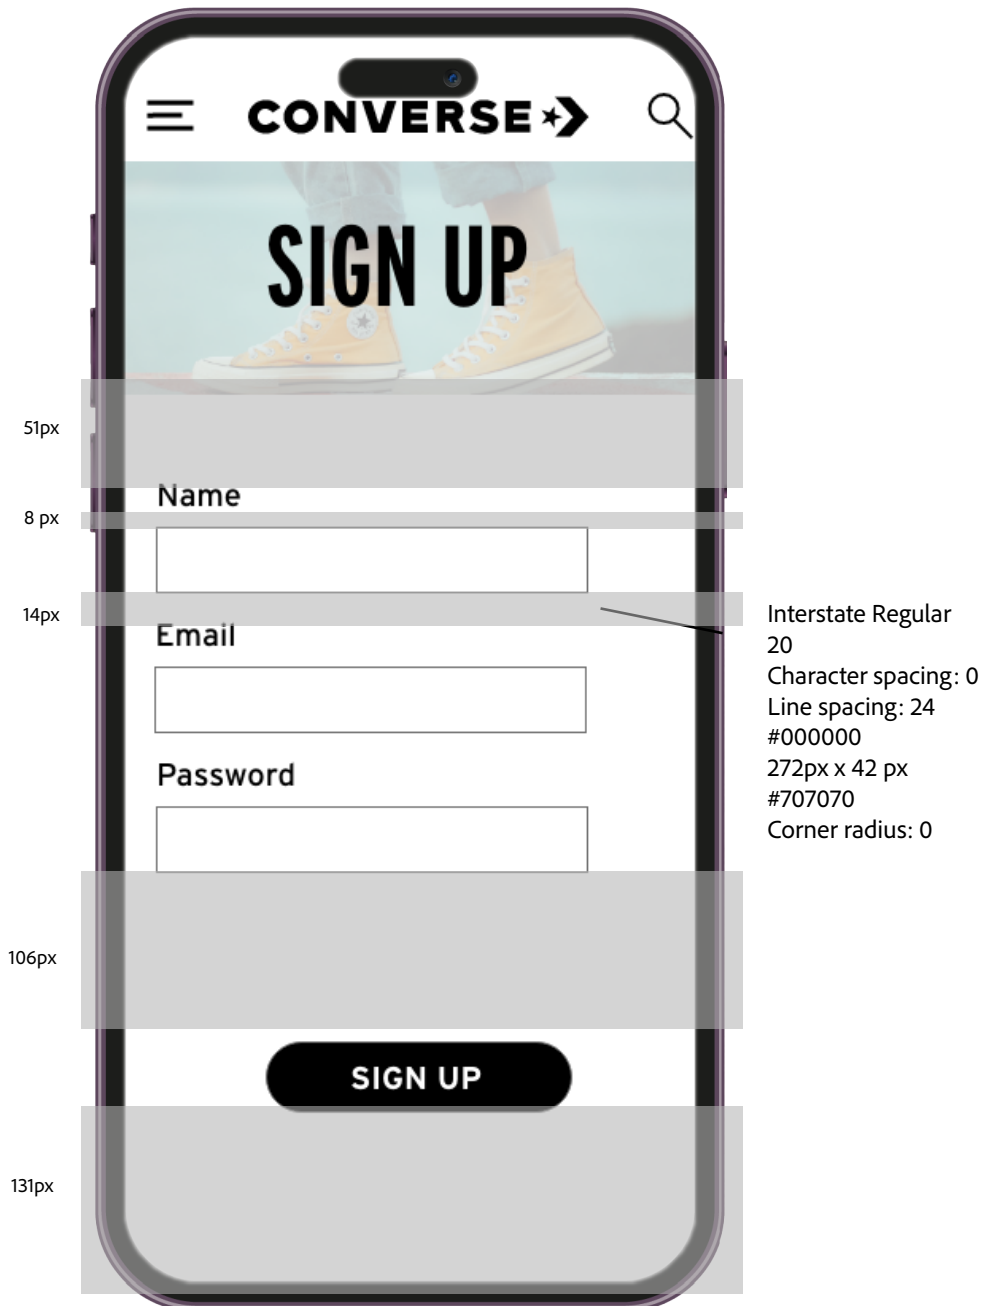 CONVERSE
SIGN UP
51px
Name
8 px
14px
Email
Password
Interstate Regular
20
Character spacing: 0
Line spacing: 24
#000000
272px x 42 px
#707070
Corner radius: 0
106px
SIGN UP
131px